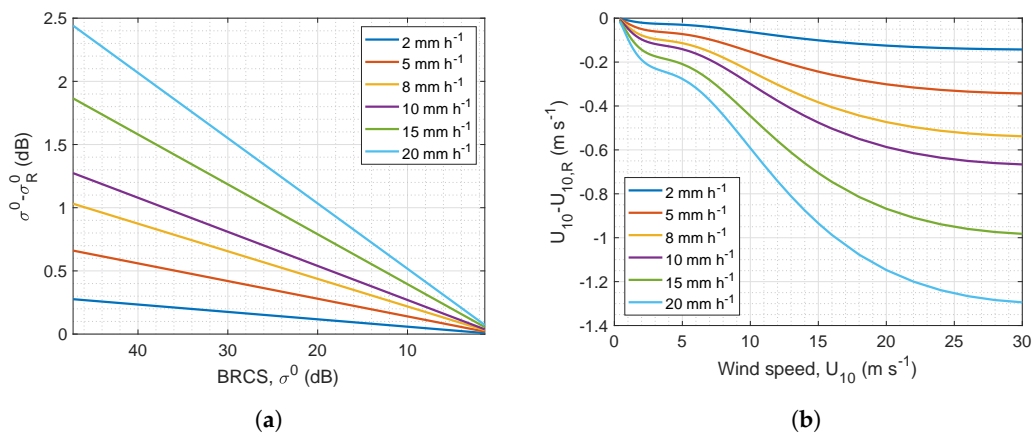 2.5
2
1.5
1
0.5
0
σ⁰-σ_R⁰ (dB)
40 30 20 10
BRCS, σ⁰ (dB)
2 mm h⁻¹
5 mm h⁻¹
8 mm h⁻¹
10 mm h⁻¹
15 mm h⁻¹
20 mm h⁻¹
(a)
0
-0.2
-0.4
-0.6
-0.8
-1
-1.2
-1.4
U₁₀-U₁₀,R (m s⁻¹)
2 mm h⁻¹
5 mm h⁻¹
8 mm h⁻¹
10 mm h⁻¹
15 mm h⁻¹
20 mm h⁻¹
0 5 10 15 20 25 30
Wind speed, U₁₀ (m s⁻¹)
(b)